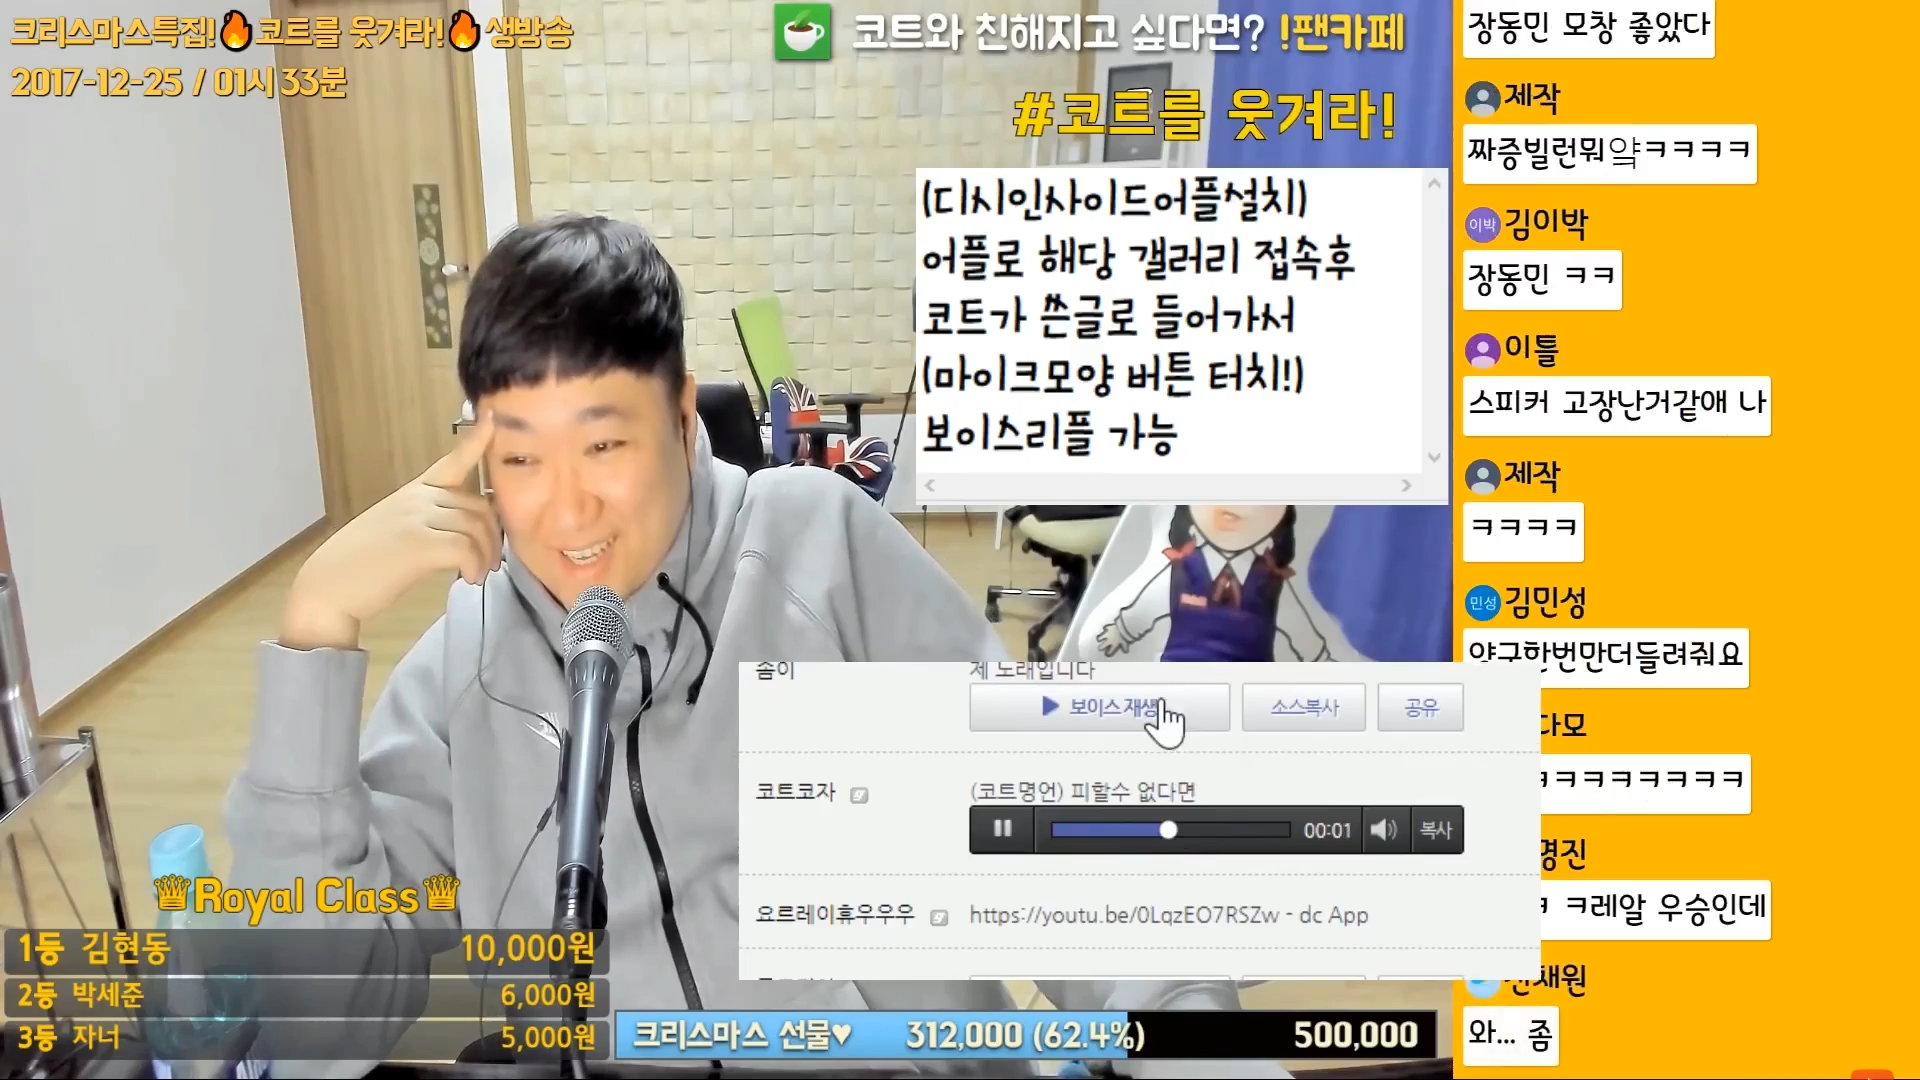 크리스마스특집!🔥코트를 웃겨라!🔥생방송
2017-12-25 / 01시 33분
코트와 친해지고 싶다면? !팬카페
#코트를 웃겨라!
(디시인사이드어플설치)
어플로 해당 갤러리 접속후
코트가 쓴글로 들어가서
(마이크모양 버튼 터치!)
보이스리플 가능
솜이
제 노래입니다
▶ 보이스 재생
소스복사
공유
코트코자
(코트명언) 피할수 없다면
00:01
복사
요르레이휴우우우
https://youtu.be/0LqzEO7RSZw - dc App
♛Royal Class♛
1등 김현동 10,000원
2등 박세준 6,000원
3등 자너 5,000원
크리스마스 선물♥ 312,000 (62.4%) 500,000
장동민 모창 좋았다
제작
짜증빌런뭐얔ㅋㅋㅋㅋ
이박
김이박
장동민 ㅋㅋ
이틀
스피커 고장난거같애 나
제작
ㅋㅋㅋㅋ
민성
김민성
양구한번만더들려줘요
다모
ㅋㅋㅋㅋㅋㅋㅋㅋ
명진
ㅋ ㅋ레알 우승인데
채원
와... 좀